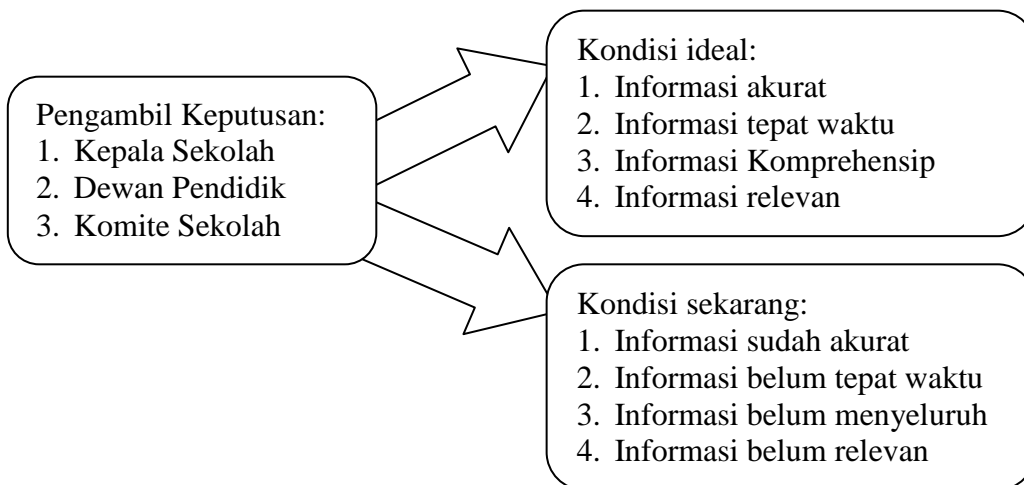 Pengambil Keputusan:
1. Kepala Sekolah
2. Dewan Pendidik
3. Komite Sekolah
Kondisi ideal:
1. Informasi akurat
2. Informasi tepat waktu
3. Informasi Komprehensip
4. Informasi relevan
Kondisi sekarang:
1. Informasi sudah akurat
2. Informasi belum tepat waktu
3. Informasi belum menyeluruh
4. Informasi belum relevan